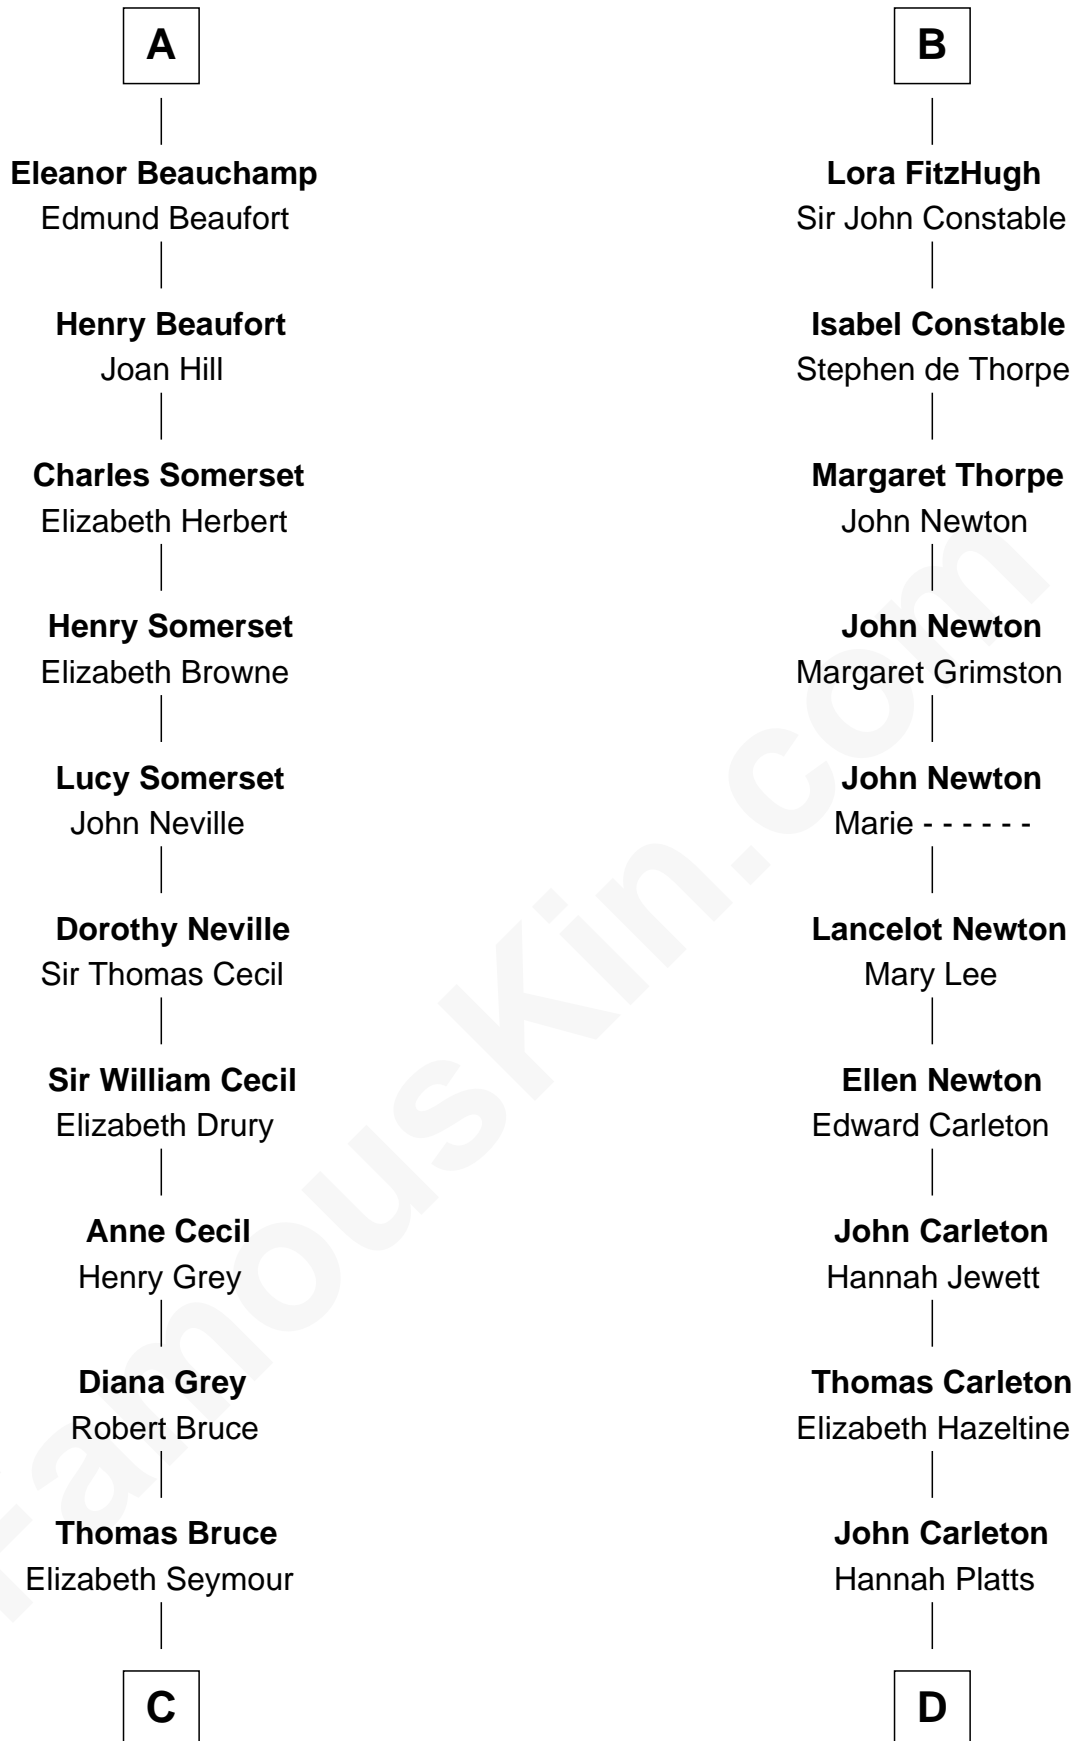 A
Eleanor Beauchamp
Edmund Beaufort
Henry Beaufort
Joan Hill
Charles Somerset
Elizabeth Herbert
Henry Somerset
Elizabeth Browne
Lucy Somerset
John Neville
Dorothy Neville
Sir Thomas Cecil
Sir William Cecil
Elizabeth Drury
Anne Cecil
Henry Grey
Diana Grey
Robert Bruce
Thomas Bruce
Elizabeth Seymour
C
B
Lora FitzHugh
Sir John Constable
Isabel Constable
Stephen de Thorpe
Margaret Thorpe
John Newton
John Newton
Margaret Grimston
John Newton
Marie - - - - - -
Lancelot Newton
Mary Lee
Ellen Newton
Edward Carleton
John Carleton
Hannah Jewett
Thomas Carleton
Elizabeth Hazeltine
John Carleton
Hannah Platts
D
FamousKin.com